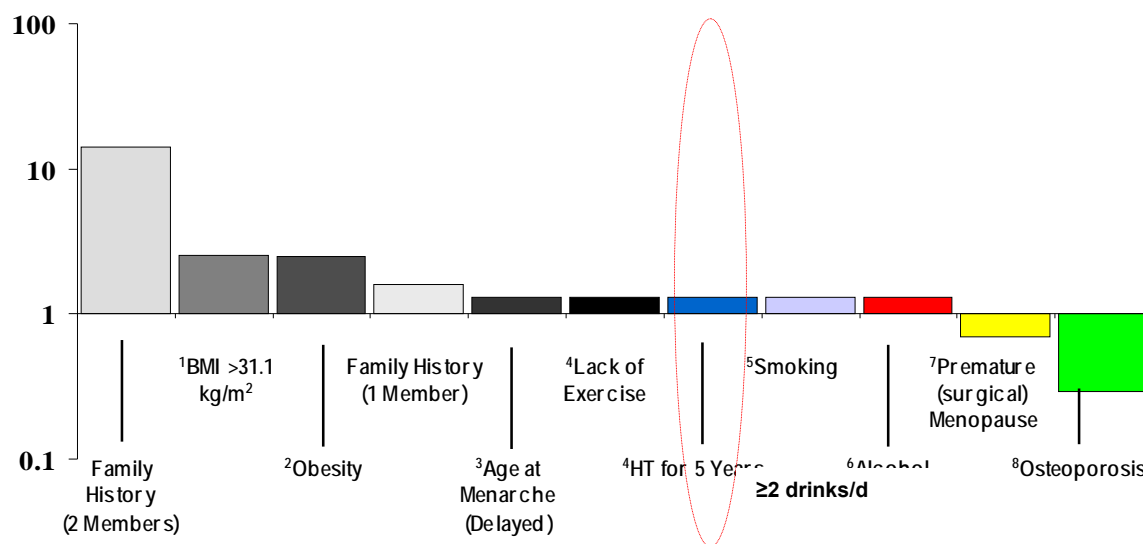 100
10
1
0.1
Family
History
(2 Members)
¹BMI >31.1
kg/m²
²Obesity
Family History
(1 Member)
³Age at
Menarche
(Delayed)
⁴Lack of
Exercise
⁴HT for 5 Years
⁵Smoking
⁶Alcohol
≥2 drinks/d
⁷Premature
(surgical)
Menopause
⁸Osteoporosis